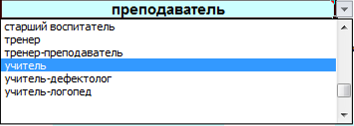 преподаватель
старший воспитатель
тренер
тренер-преподаватель
учитель
учитель-дефектолог
учитель-логопед